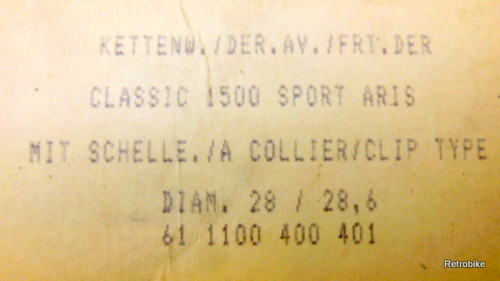 KETTENW./DER.AV./FRT.DER
CLASSIC 1500 SPORT ARIS
MIT SCHELLE./A COLLIER/CLIP TYPE
DIAM. 28 / 28,6
61 1100 400 401
Retrobike